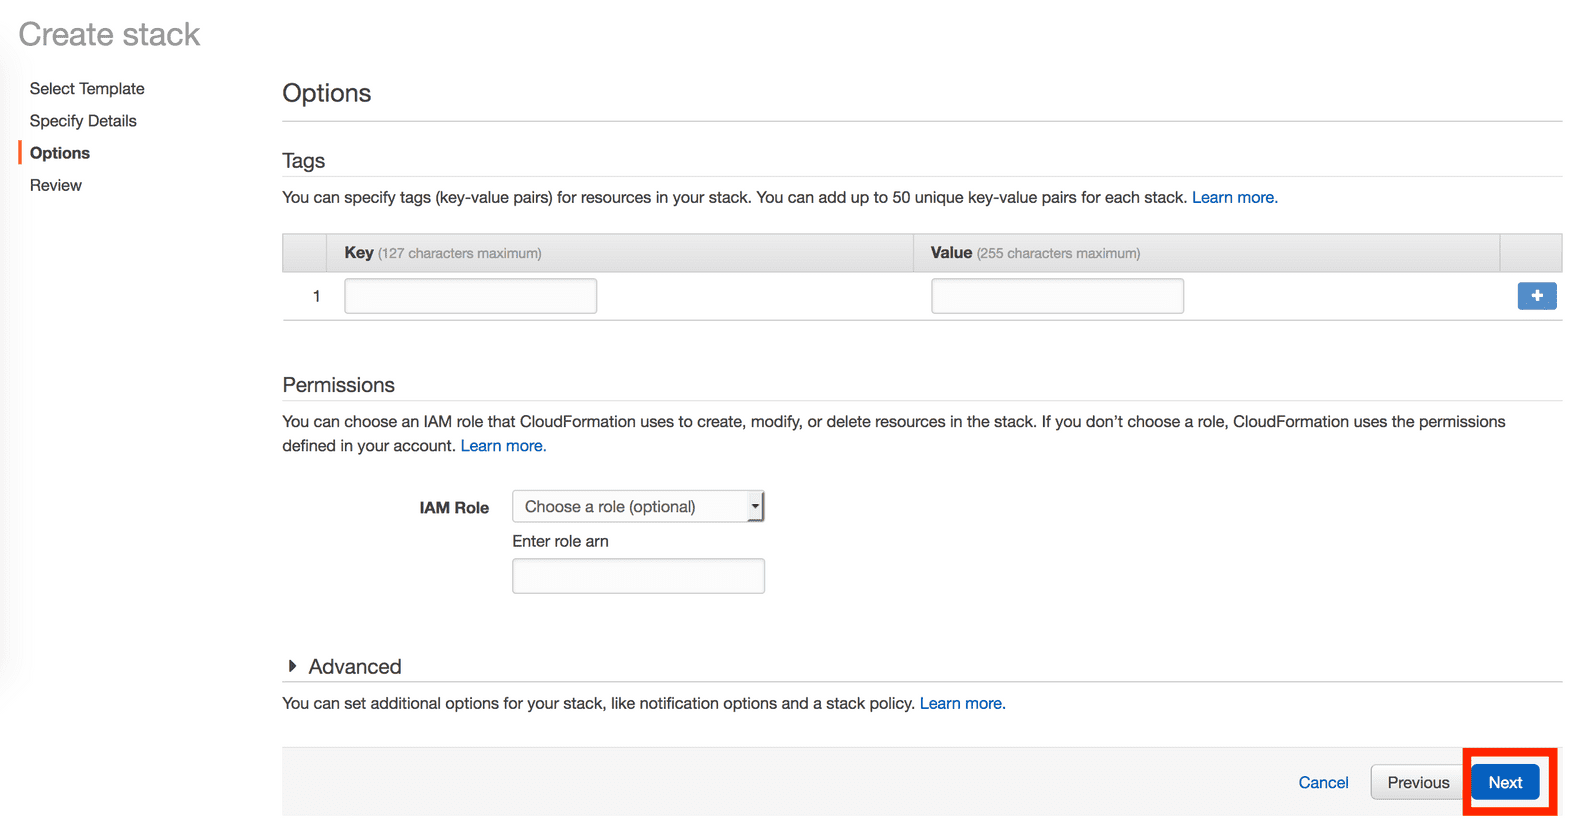 Create stack
Select Template
Specify Details
Options
Review
Options
Tags
You can specify tags (key-value pairs) for resources in your stack. You can add up to 50 unique key-value pairs for each stack. Learn more.
Key (127 characters maximum) Value (255 characters maximum)
1 +
Permissions
You can choose an IAM role that CloudFormation uses to create, modify, or delete resources in the stack. If you don’t choose a role, CloudFormation uses the permissions
defined in your account. Learn more.
IAM Role Choose a role (optional)
Enter role arn
Advanced
You can set additional options for your stack, like notification options and a stack policy. Learn more.
Cancel Previous Next